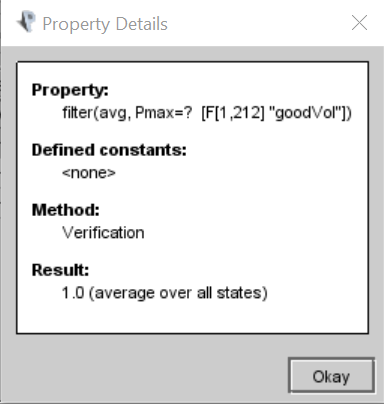 Property Details
Property:
filter(avg, Pmax=? [F[1,212] "goodVol"])
Defined constants:
<none>
Method:
Verification
Result:
1.0 (average over all states)
Okay